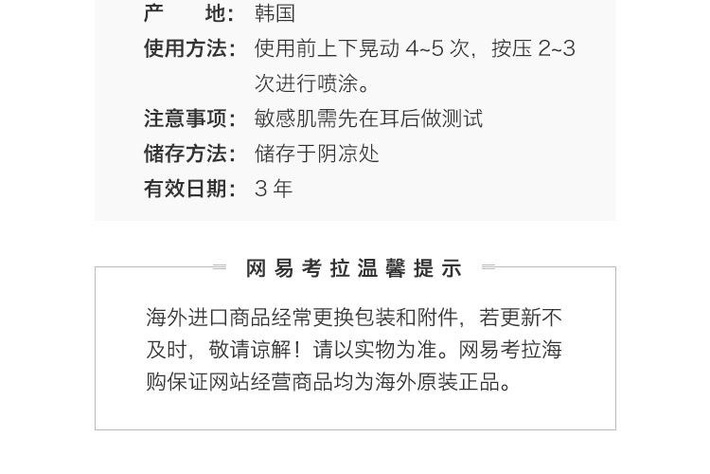 产 地： 韩国
使用方法： 使用前上下晃动 4~5 次，按压 2~3
次进行喷涂。
注意事项： 敏感肌需先在耳后做测试
储存方法： 储存于阴凉处
有效日期： 3 年
网易考拉温馨提示
海外进口商品经常更换包装和附件，若更新不
及时，敬请谅解！请以实物为准。网易考拉海
购保证网站经营商品均为海外原装正品。